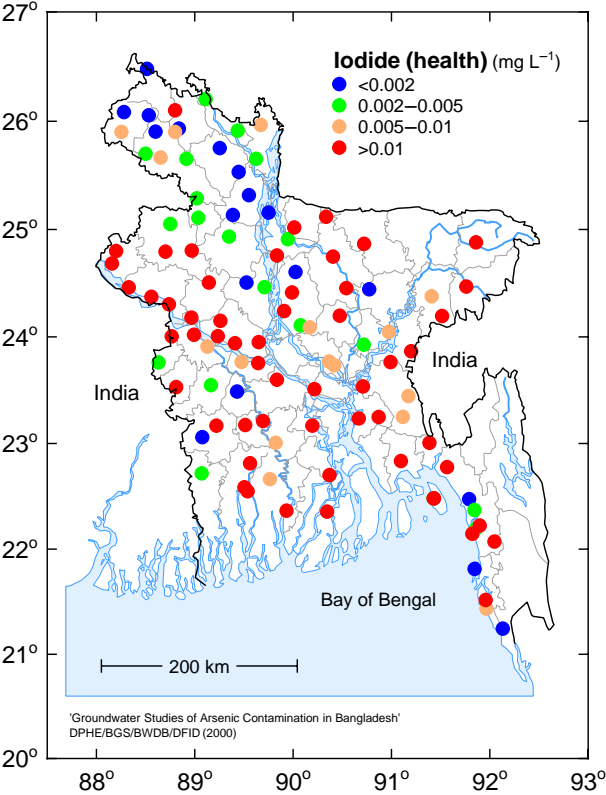 27°
Iodide (health) (mg L⁻¹)
<0.002
0.002–0.005
0.005–0.01
>0.01
26°
25°
24°
India
India
23°
22°
Bay of Bengal
21°
200 km
'Groundwater Studies of Arsenic Contamination in Bangladesh'
DPHE/BGS/BWDB/DFID (2000)
20°
88° 89° 90° 91° 92° 93°